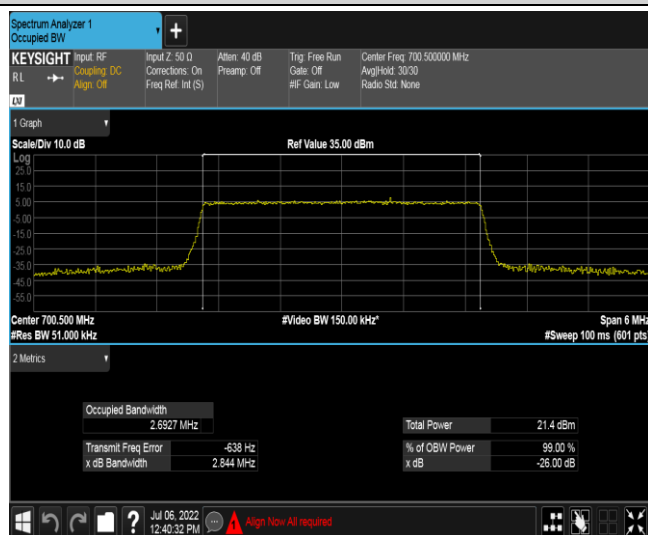 Spectrum Analyzer 1
Occupied BW
+
KEYSIGHT Input: RF Input Z: 50 Ω Atten: 40 dB Trig: Free Run Center Freq: 700.500000 MHz
RL Coupling: DC Corrections: On Preamp: Off Gate: Off Avg|Hold: 30/30
Align: Off Freq Ref: Int (S) #IF Gain: Low Radio Std: None
LXI
1 Graph
Scale/Div 10.0 dB Ref Value 35.00 dBm
Log
25.0
15.0
5.00
-5.00
-15.0
-25.0
-35.0
-45.0
-55.0
Center 700.500 MHz #Video BW 150.00 kHz* Span 6 MHz
#Res BW 51.000 kHz #Sweep 100 ms (601 pts)
2 Metrics
Occupied Bandwidth
2.6927 MHz Total Power 21.4 dBm
Transmit Freq Error -638 Hz % of OBW Power 99.00 %
x dB Bandwidth 2.844 MHz x dB -26.00 dB
? Jul 06, 2022
12:40:32 PM Align Now All required